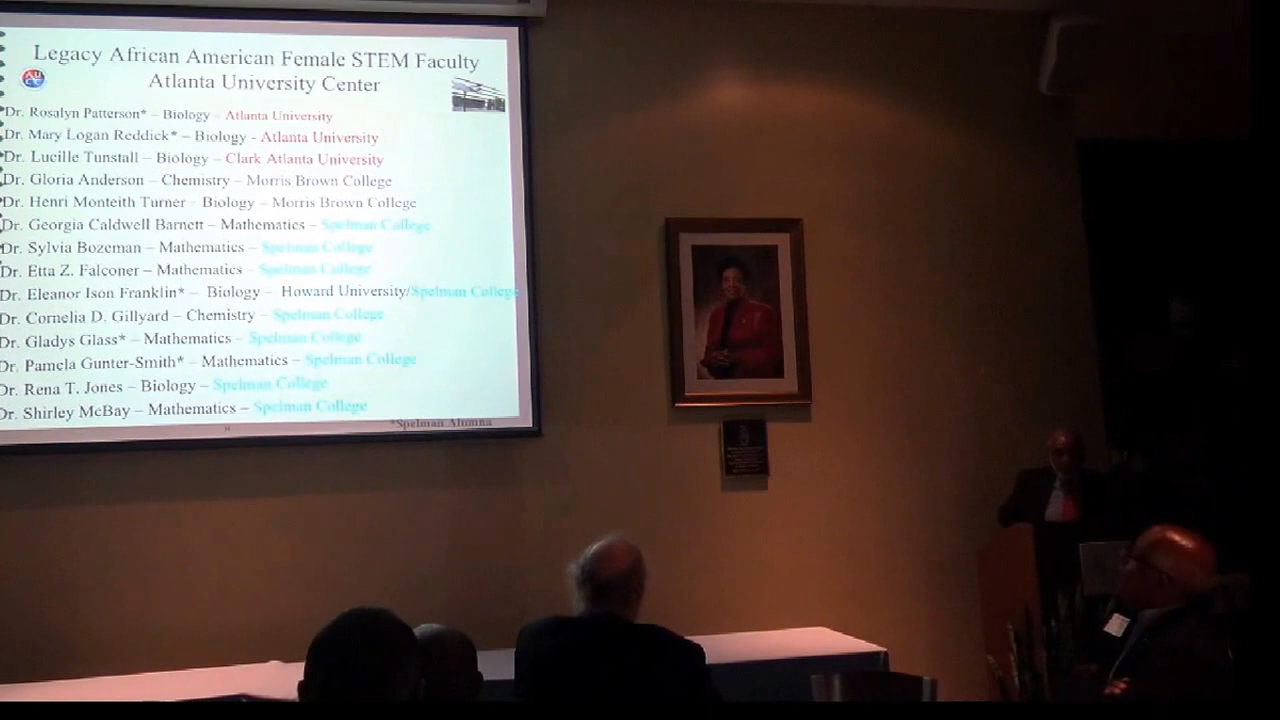 Legacy African American Female STEM Faculty
Atlanta University Center
Dr. Rosalyn Patterson* – Biology – Atlanta University
Dr. Mary Logan Reddick* – Biology - Atlanta University
Dr. Lucille Tunstall – Biology – Clark Atlanta University
Dr. Gloria Anderson – Chemistry – Morris Brown College
Dr. Henri Monteith Turner – Biology – Morris Brown College
Dr. Georgia Caldwell Barnett – Mathematics – Spelman College
Dr. Sylvia Bozeman – Mathematics – Spelman College
Dr. Etta Z. Falconer – Mathematics – Spelman College
Dr. Eleanor Ison Franklin* – Biology – Howard University/Spelman College
Dr. Cornelia D. Gillyard – Chemistry – Spelman College
Dr. Gladys Glass* – Mathematics – Spelman College
Dr. Pamela Gunter-Smith* – Mathematics – Spelman College
Dr. Rena T. Jones – Biology – Spelman College
Dr. Shirley McBay – Mathematics – Spelman College
*Spelman Alumna